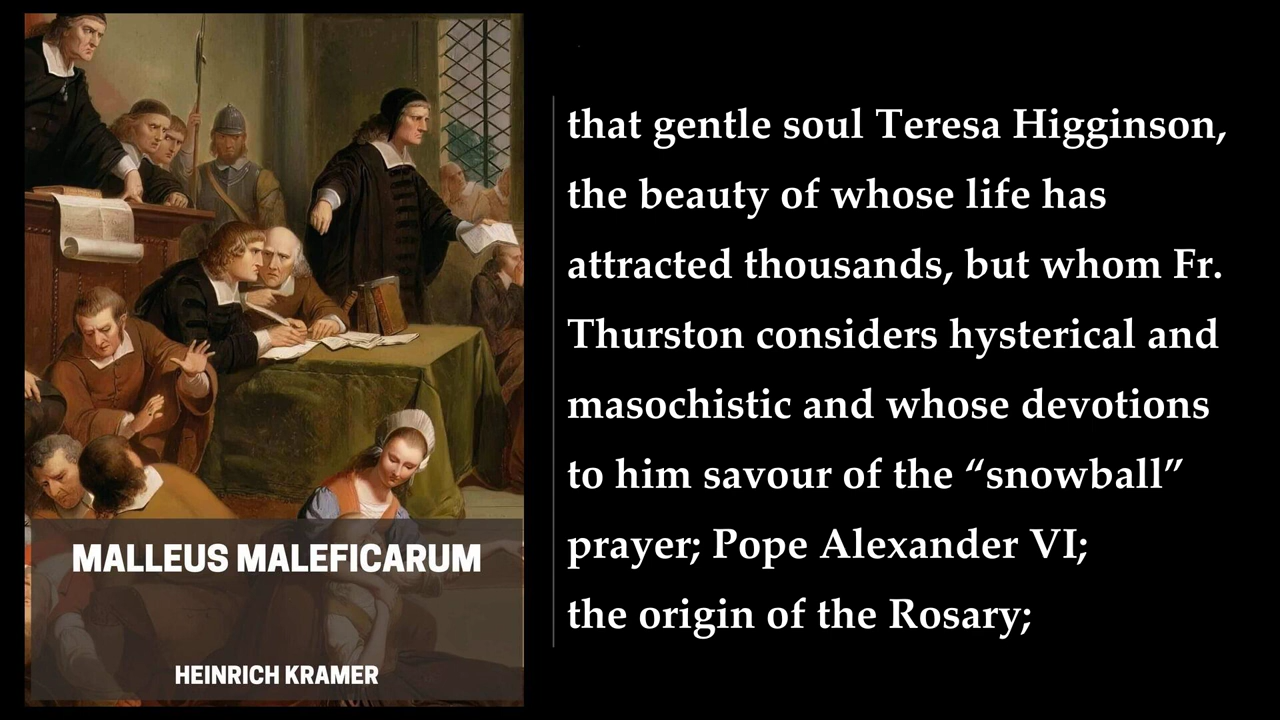 MALLEUS MALEFICARUM
HEINRICH KRAMER
that gentle soul Teresa Higginson,
the beauty of whose life has
attracted thousands, but whom Fr.
Thurston considers hysterical and
masochistic and whose devotions
to him savour of the “snowball”
prayer; Pope Alexander VI;
the origin of the Rosary;